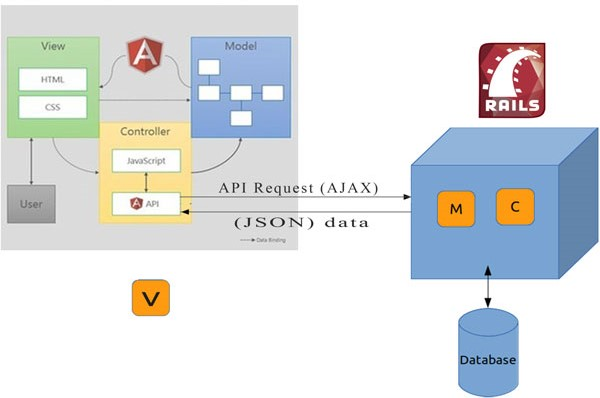 View
Model
HTML
CSS
Controller
JavaScript
API
User
Data Binding
API Request (AJAX)
(JSON) data
RAILS
M
C
V
Database